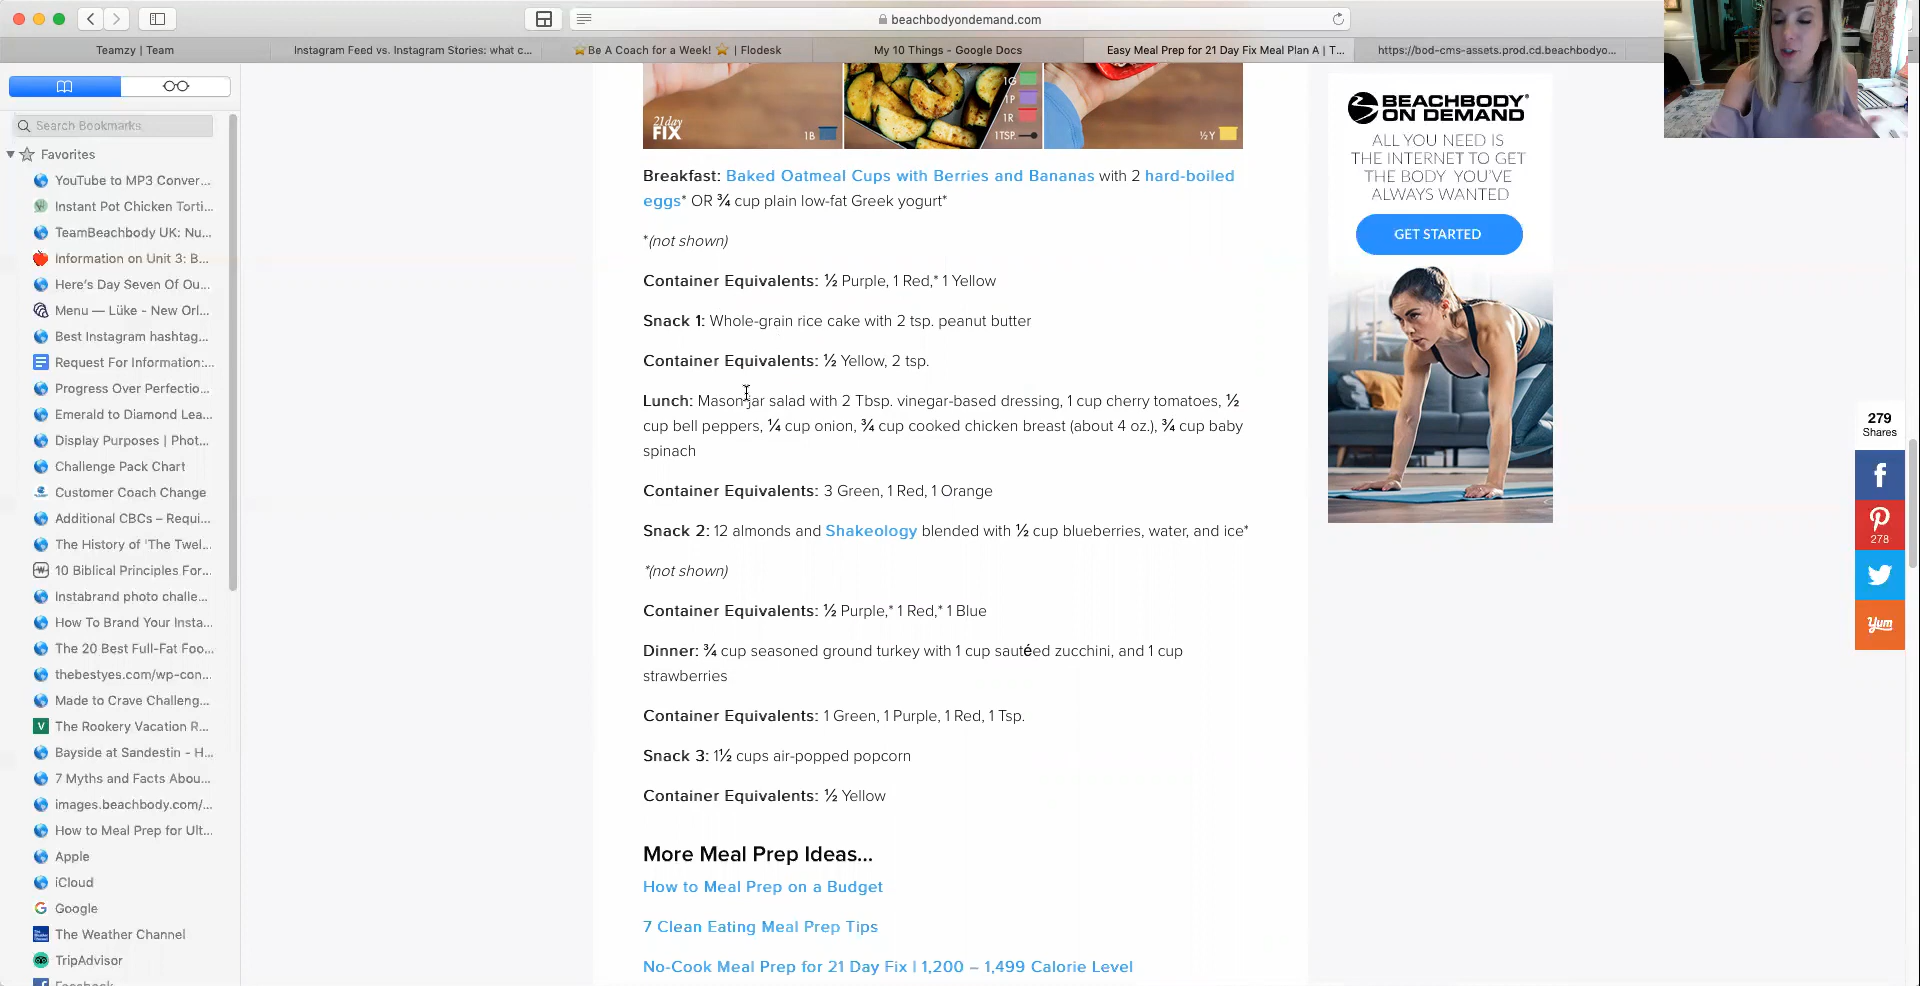 beachbodyondemand.com
Teamzy | Team
Instagram Feed vs. Instagram Stories: what c...
Be A Coach for a Week! | Flodesk
My 10 Things - Google Docs
Easy Meal Prep for 21 Day Fix Meal Plan A | T...
https://bod-cms-assets.prod.cd.beachbodyo...
Search Bookmarks
Favorites
YouTube to MP3 Conver...
Instant Pot Chicken Torti...
TeamBeachbody UK: Nu...
Information on Unit 3: B...
Here's Day Seven Of Ou...
Menu — Lüke - New Orl...
Best Instagram hashtag...
Request For Information:...
Progress Over Perfectio...
Emerald to Diamond Lea...
Display Purposes | Phot...
Challenge Pack Chart
Customer Coach Change
Additional CBCs – Requi...
The History of 'The Twel...
10 Biblical Principles For...
Instabrand photo challe...
How To Brand Your Insta...
The 20 Best Full-Fat Foo...
thebestyes.com/wp-con...
Made to Crave Challeng...
The Rookery Vacation R...
Bayside at Sandestin - H...
7 Myths and Facts Abou...
images.beachbody.com/...
How to Meal Prep for Ult...
Apple
iCloud
Google
The Weather Channel
TripAdvisor
Facebook
21 day
FIX
1B
1G
1P
1R
1TSP.
½Y
Breakfast: Baked Oatmeal Cups with Berries and Bananas with 2 hard-boiled
eggs* OR ¾ cup plain low-fat Greek yogurt*
*(not shown)
Container Equivalents: ½ Purple, 1 Red,* 1 Yellow
Snack 1: Whole-grain rice cake with 2 tsp. peanut butter
Container Equivalents: ½ Yellow, 2 tsp.
Lunch: Mason jar salad with 2 Tbsp. vinegar-based dressing, 1 cup cherry tomatoes, ½
cup bell peppers, ¼ cup onion, ¾ cup cooked chicken breast (about 4 oz.), ¾ cup baby
spinach
Container Equivalents: 3 Green, 1 Red, 1 Orange
Snack 2: 12 almonds and Shakeology blended with ½ cup blueberries, water, and ice*
*(not shown)
Container Equivalents: ½ Purple,* 1 Red,* 1 Blue
Dinner: ¾ cup seasoned ground turkey with 1 cup sautéed zucchini, and 1 cup
strawberries
Container Equivalents: 1 Green, 1 Purple, 1 Red, 1 Tsp.
Snack 3: 1½ cups air-popped popcorn
Container Equivalents: ½ Yellow
More Meal Prep Ideas...
How to Meal Prep on a Budget
7 Clean Eating Meal Prep Tips
No-Cook Meal Prep for 21 Day Fix | 1,200 – 1,499 Calorie Level
BEACHBODY®
ON DEMAND
ALL YOU NEED IS
THE INTERNET TO GET
THE BODY YOU'VE
ALWAYS WANTED
GET STARTED
279
Shares
278
Yum